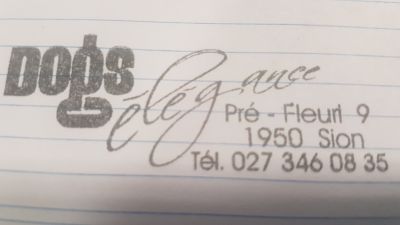 DOGS
élégance
Pré - Fleuri 9
1950 Sion
Tél. 027 346 08 35